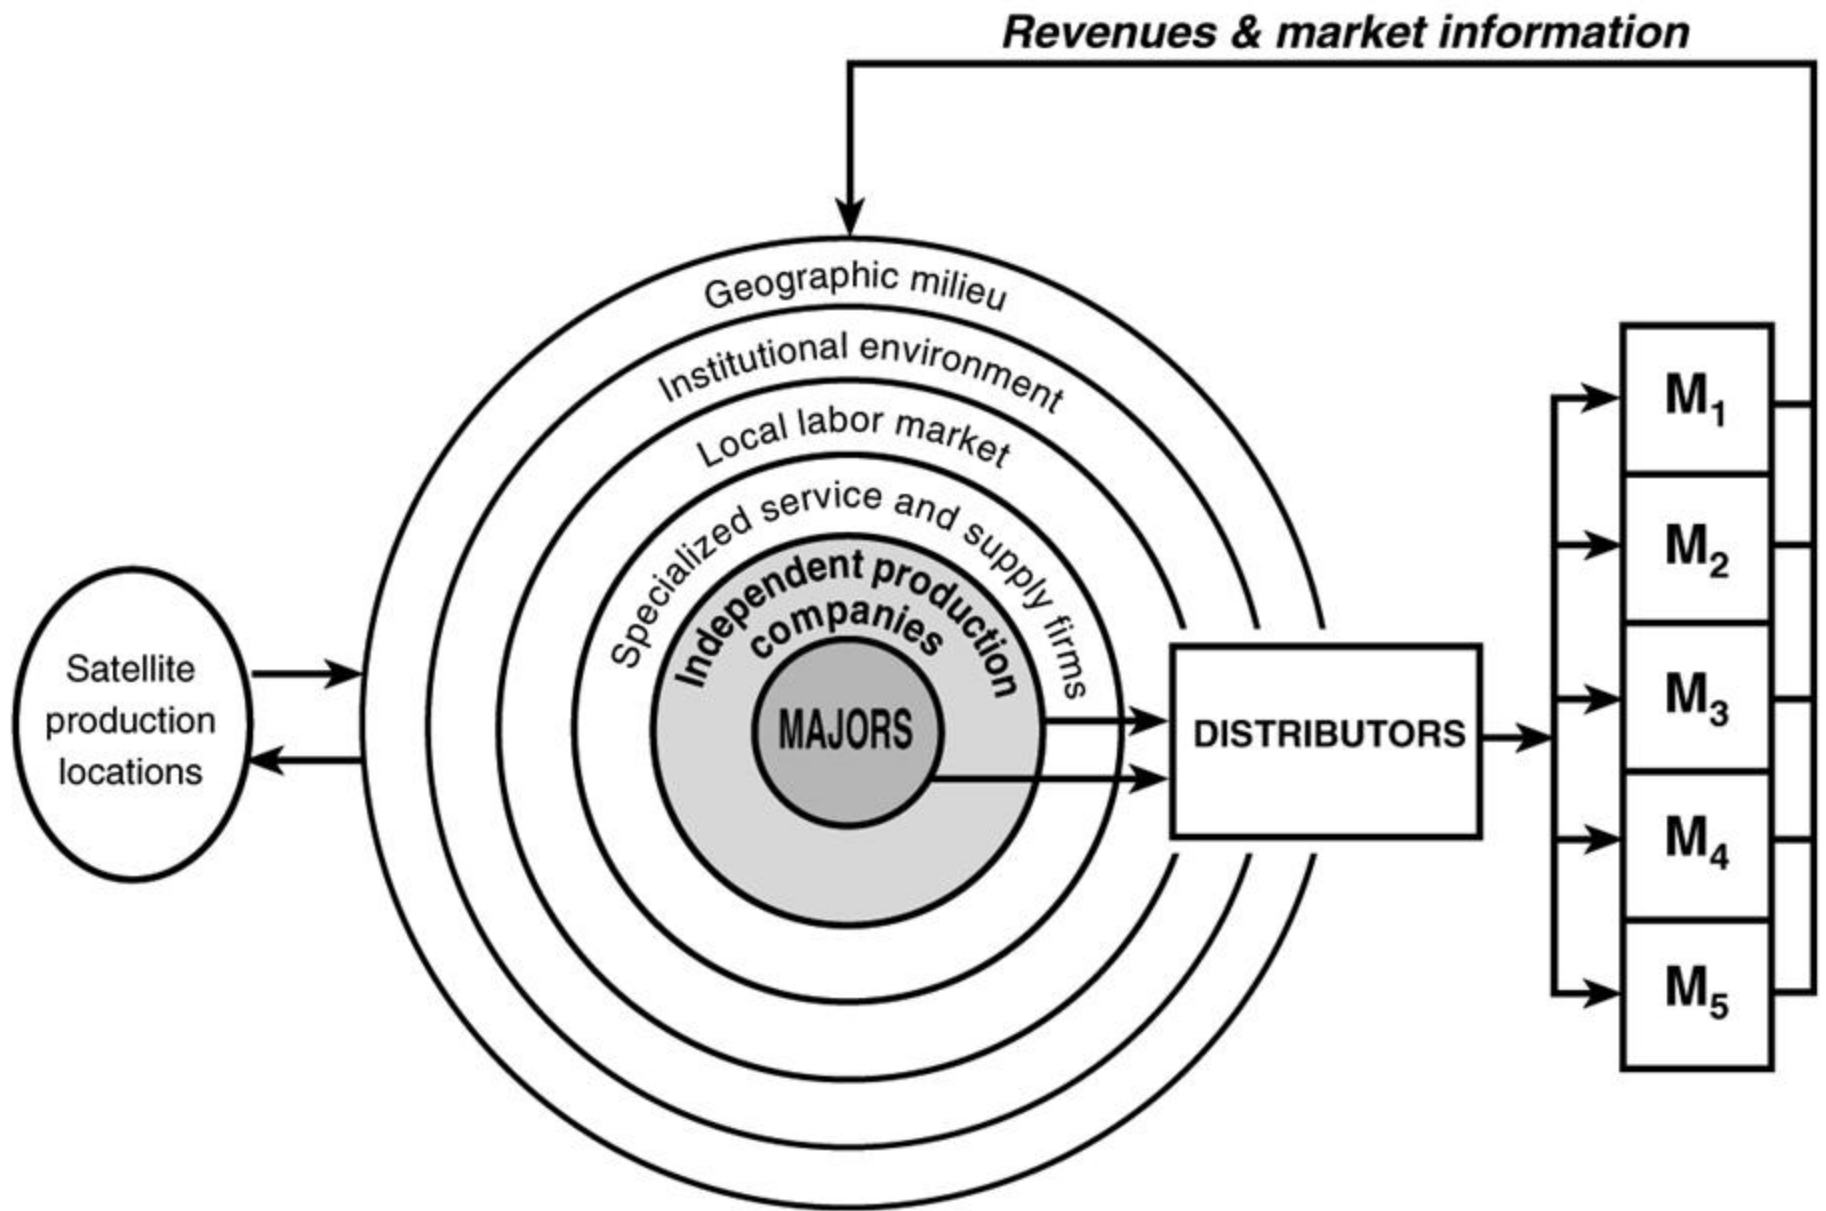 Revenues & market information
Geographic milieu
Institutional environment
Local labor market
Specialized service and supply firms
Independent production
companies
MAJORS
Satellite
production
locations
DISTRIBUTORS
M1
M2
M3
M4
M5